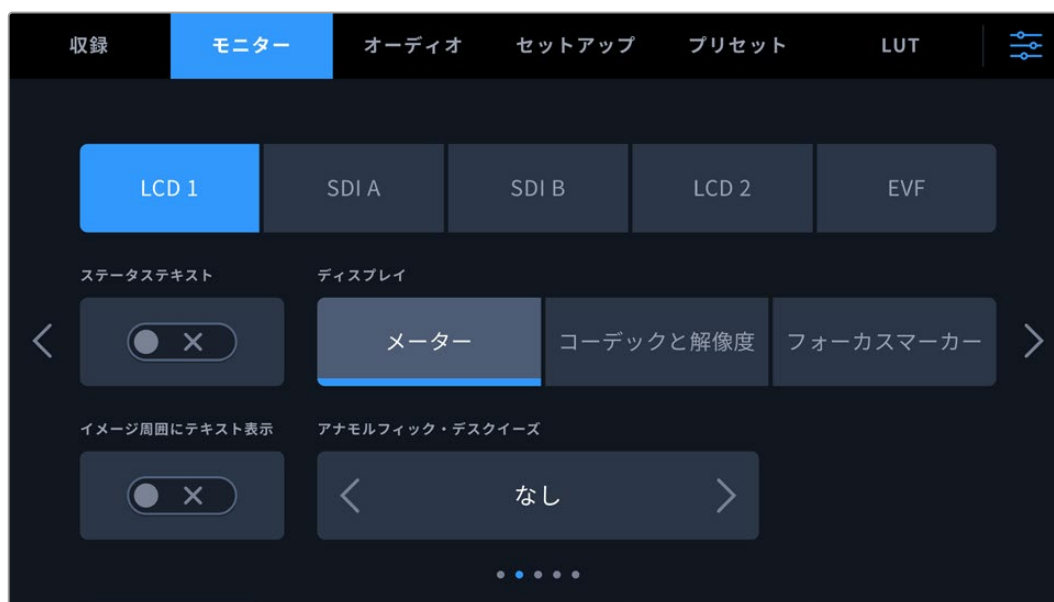 収録 モニター オーディオ セットアップ プリセット LUT
LCD 1 SDI A SDI B LCD 2 EVF
ステータステキスト ディスプレイ
メーター コーデックと解像度 フォーカスマーカー
イメージ周囲にテキスト表示 アナモルフィック・デスクイーズ
なし